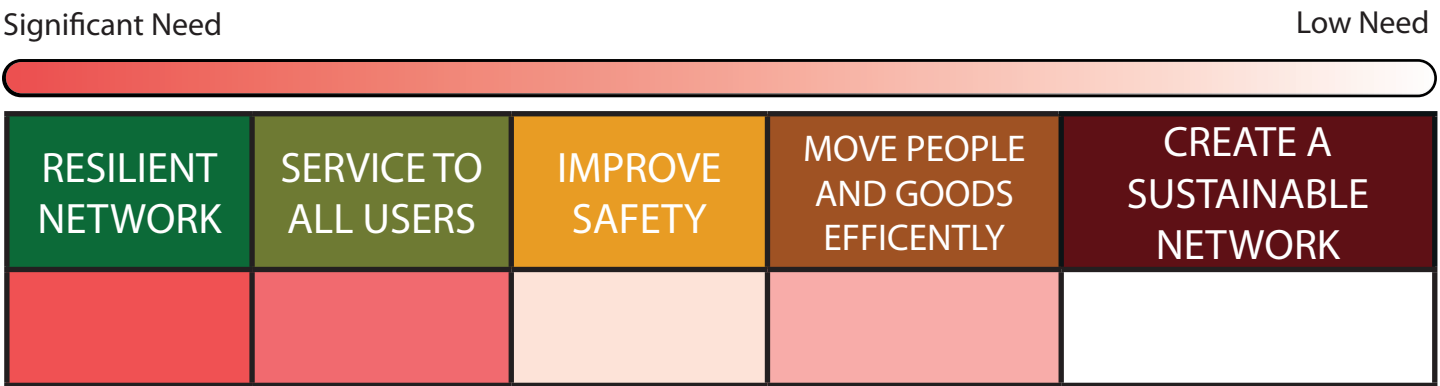 Significant Need
Low Need
RESILIENT
NETWORK
SERVICE TO
ALL USERS
IMPROVE
SAFETY
MOVE PEOPLE
AND GOODS
EFFICENTLY
CREATE A
SUSTAINABLE
NETWORK